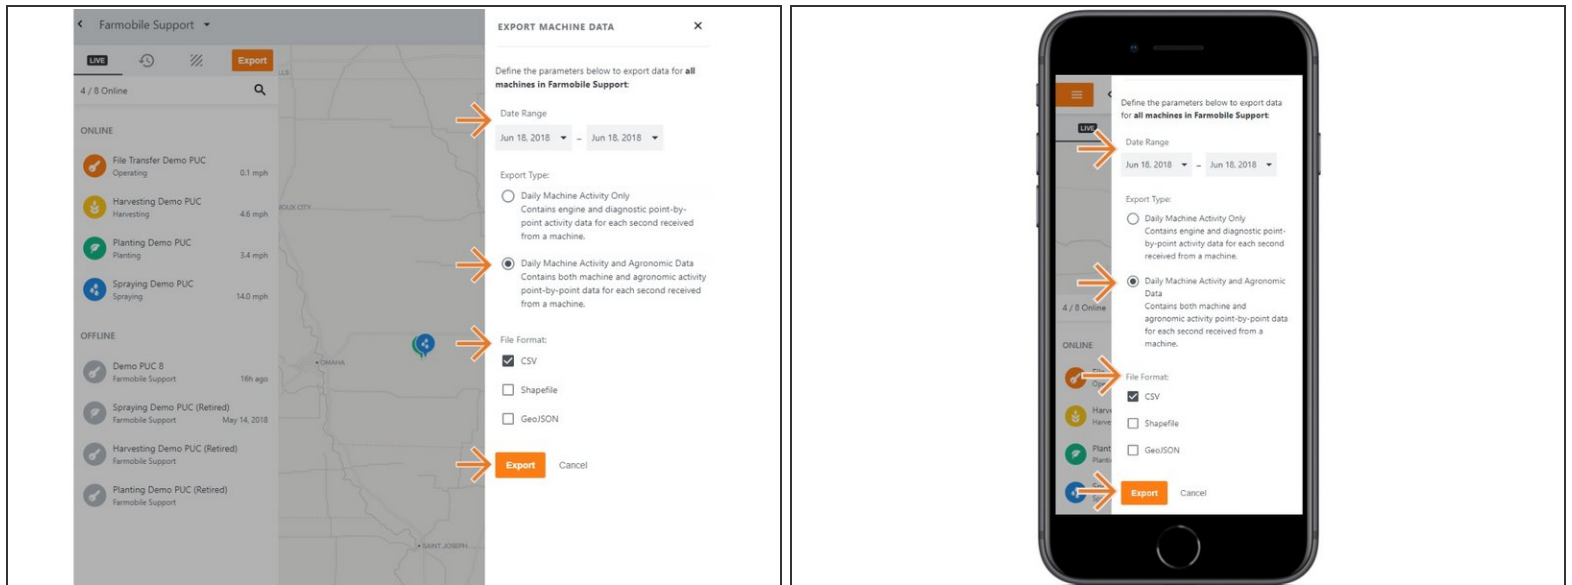 Farmobile Support
LIVE
Export
4 / 8 Online
ONLINE
File Transfer Demo PUC
Operating 0.1 mph
Harvesting Demo PUC
Harvesting 4.6 mph
Planting Demo PUC
Planting 3.4 mph
Spraying Demo PUC
Spraying 14.0 mph
OFFLINE
Demo PUC 8
Farmobile Support 16h ago
Spraying Demo PUC (Retired)
Farmobile Support May 14, 2018
Harvesting Demo PUC (Retired)
Farmobile Support
Planting Demo PUC (Retired)
Farmobile Support
OMAHA
SAINT JOSEPH
EXPORT MACHINE DATA
Define the parameters below to export data for all
machines in Farmobile Support:
Date Range
Jun 18, 2018 – Jun 18, 2018
Export Type:
Daily Machine Activity Only
Contains engine and diagnostic point-by-
point activity data for each second received
from a machine.
Daily Machine Activity and Agronomic Data
Contains both machine and agronomic activity
point-by-point data for each second received
from a machine.
File Format:
CSV
Shapefile
GeoJSON
Export Cancel
LIVE
4 / 8 Online
ONLINE
Define the parameters below to export data
for all machines in Farmobile Support:
Date Range
Jun 18, 2018 – Jun 18, 2018
Export Type:
Daily Machine Activity Only
Contains engine and diagnostic point-
by-point activity data for each second
received from a machine.
Daily Machine Activity and Agronomic
Data
Contains both machine and
agronomic activity point-by-point data
for each second received from a
machine.
File Format:
CSV
Shapefile
GeoJSON
Export Cancel